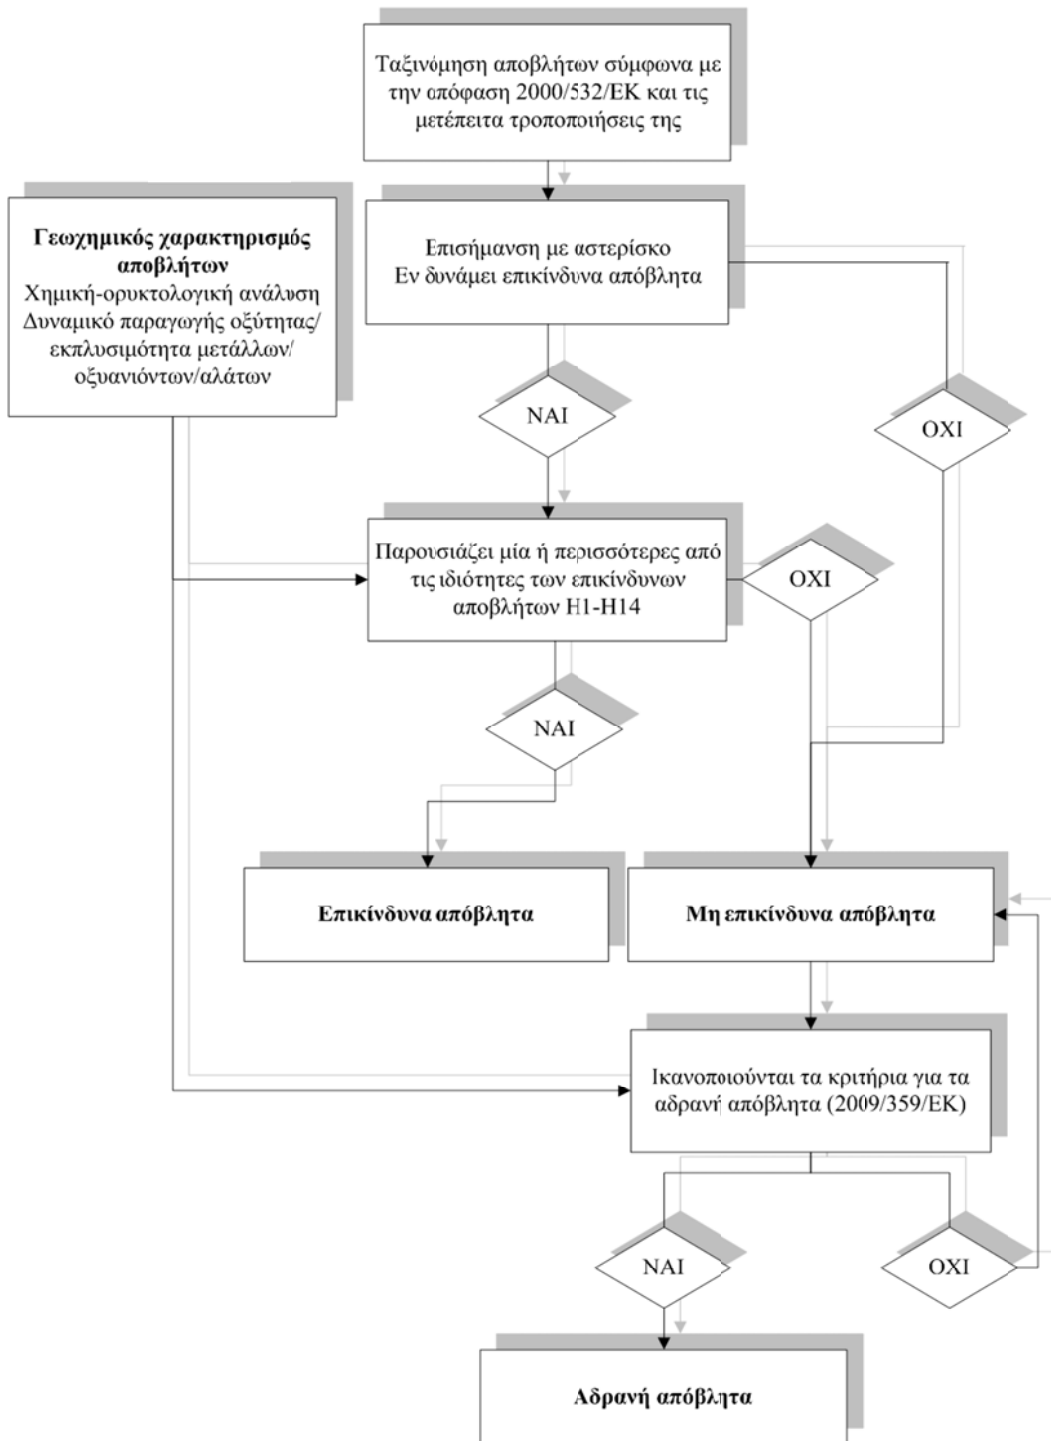 Ταξινόμηση αποβλήτων σύμφωνα με
την απόφαση 2000/532/ΕΚ και τις
μετέπειτα τροποποιήσεις της
Γεωχημικός χαρακτηρισμός
αποβλήτων
Χημική-ορυκτολογική ανάλυση
Δυναμικό παραγωγής οξύτητας/
εκπλυσιμότητα μετάλλων/
οξυανιόντων/αλάτων
Επισήμανση με αστερίσκο
Εν δυνάμει επικίνδυνα απόβλητα
ΝΑΙ
ΟΧΙ
Παρουσιάζει μία ή περισσότερες από
τις ιδιότητες των επικίνδυνων
αποβλήτων Η1-Η14
ΟΧΙ
ΝΑΙ
Επικίνδυνα απόβλητα
Μη επικίνδυνα απόβλητα
Ικανοποιούνται τα κριτήρια για τα
αδρανή απόβλητα (2009/359/ΕΚ)
ΝΑΙ
ΟΧΙ
Αδρανή απόβλητα